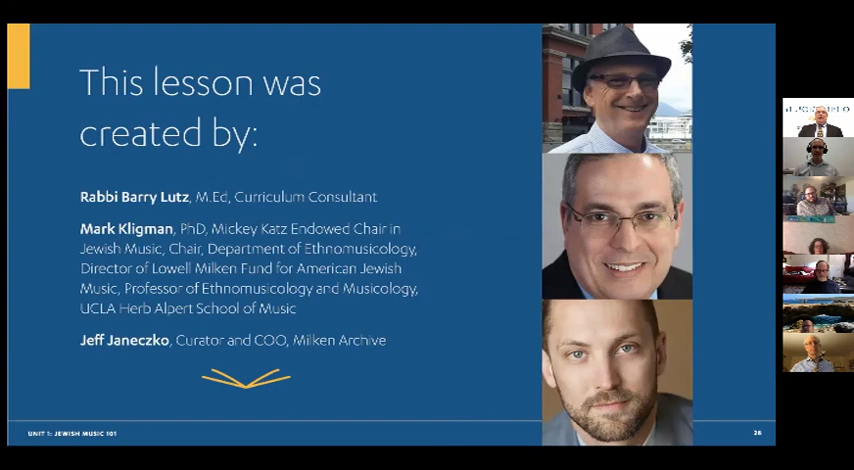 This lesson was
created by:
Rabbi Barry Lutz, M.Ed, Curriculum Consultant
Mark Kligman, PhD, Mickey Katz Endowed Chair in
Jewish Music, Chair, Department of Ethnomusicology,
Director of Lowell Milken Fund for American Jewish
Music, Professor of Ethnomusicology and Musicology,
UCLA Herb Alpert School of Music
Jeff Janeczko, Curator and COO, Milken Archive
UNIT 1: JEWISH MUSIC 101
28